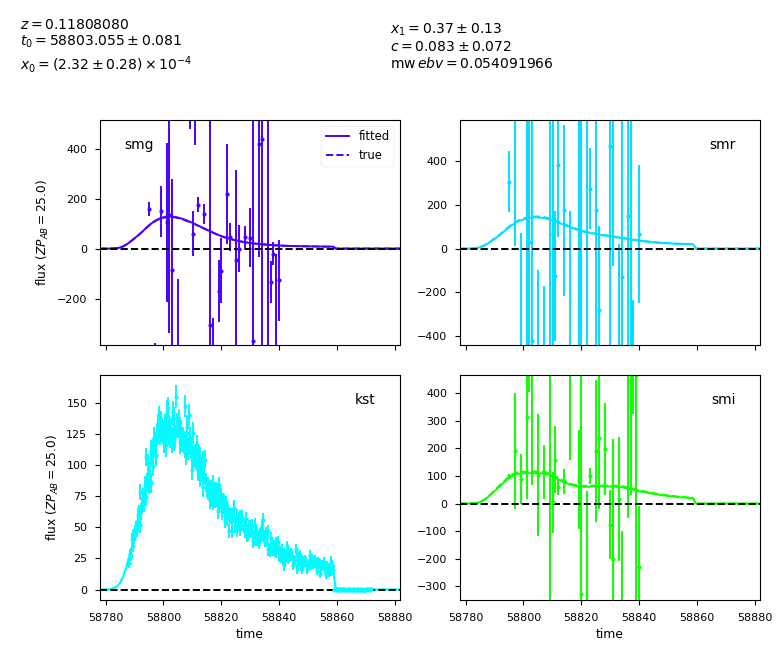 z = 0.11808080
t₀ = 58803.055 ± 0.081
x₀ = (2.32 ± 0.28) × 10⁻⁴
x₁ = 0.37 ± 0.13
c = 0.083 ± 0.072
mw ebv = 0.054091966
smg
fitted
true
400
200
0
−200
flux (ZP_AB = 25.0)
smr
400
200
0
−200
−400
kst
150
125
100
75
50
25
0
flux (ZP_AB = 25.0)
58780 58800 58820 58840 58860 58880
time
smi
400
300
200
100
0
−100
−200
−300
58780 58800 58820 58840 58860 58880
time